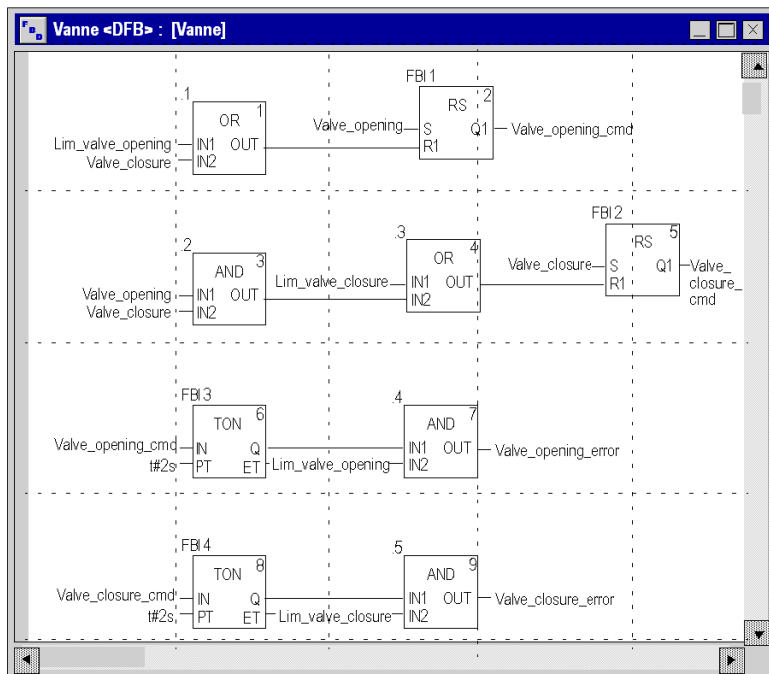 FBD Vanne <DFB> : [Vanne]
FBI1
.1
OR 1
Lim_valve_opening IN1 OUT
Valve_closure IN2
RS 2
Valve_opening S Q1 Valve_opening_cmd
R1
FBI2
.2
AND 3
Valve_opening IN1 OUT
Valve_closure IN2
.3
OR 4
Lim_valve_closure IN1 OUT
IN2
RS 5
Valve_closure S Q1 Valve_
closure_
cmd
R1
FBI3
TON 6
Valve_opening_cmd IN Q
t#2s PT ET
.4
AND 7
IN1 OUT Valve_opening_error
Lim_valve_opening IN2
FBI4
TON 8
Valve_closure_cmd IN Q
t#2s PT ET
.5
AND 9
IN1 OUT Valve_closure_error
Lim_valve_closure IN2